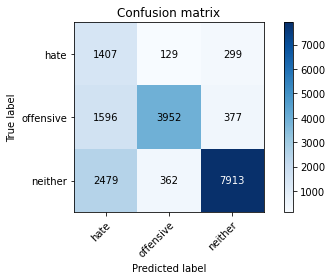 Confusion matrix
True label
hate 1407 129 299
offensive 1596 3952 377
neither 2479 362 7913
hate offensive neither
Predicted label
7000
6000
5000
4000
3000
2000
1000